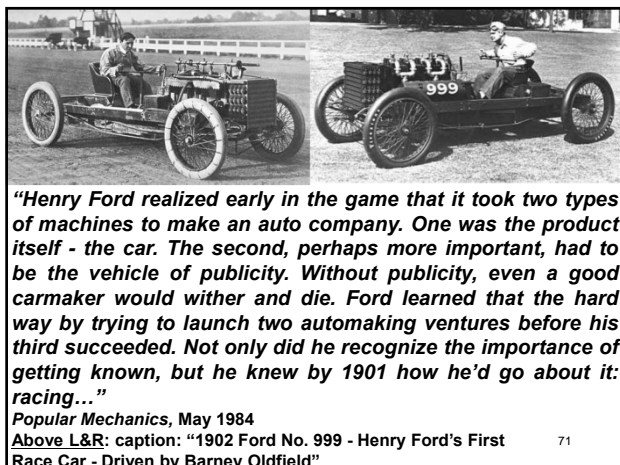 999
“Henry Ford realized early in the game that it took two types
of machines to make an auto company. One was the product
itself - the car. The second, perhaps more important, had to
be the vehicle of publicity. Without publicity, even a good
carmaker would wither and die. Ford learned that the hard
way by trying to launch two automaking ventures before his
third succeeded. Not only did he recognize the importance of
getting known, but he knew by 1901 how he’d go about it:
racing…”
Popular Mechanics, May 1984
Above L&R: caption: “1902 Ford No. 999 - Henry Ford’s First
71
Race Car - Driven by Barney Oldfield”